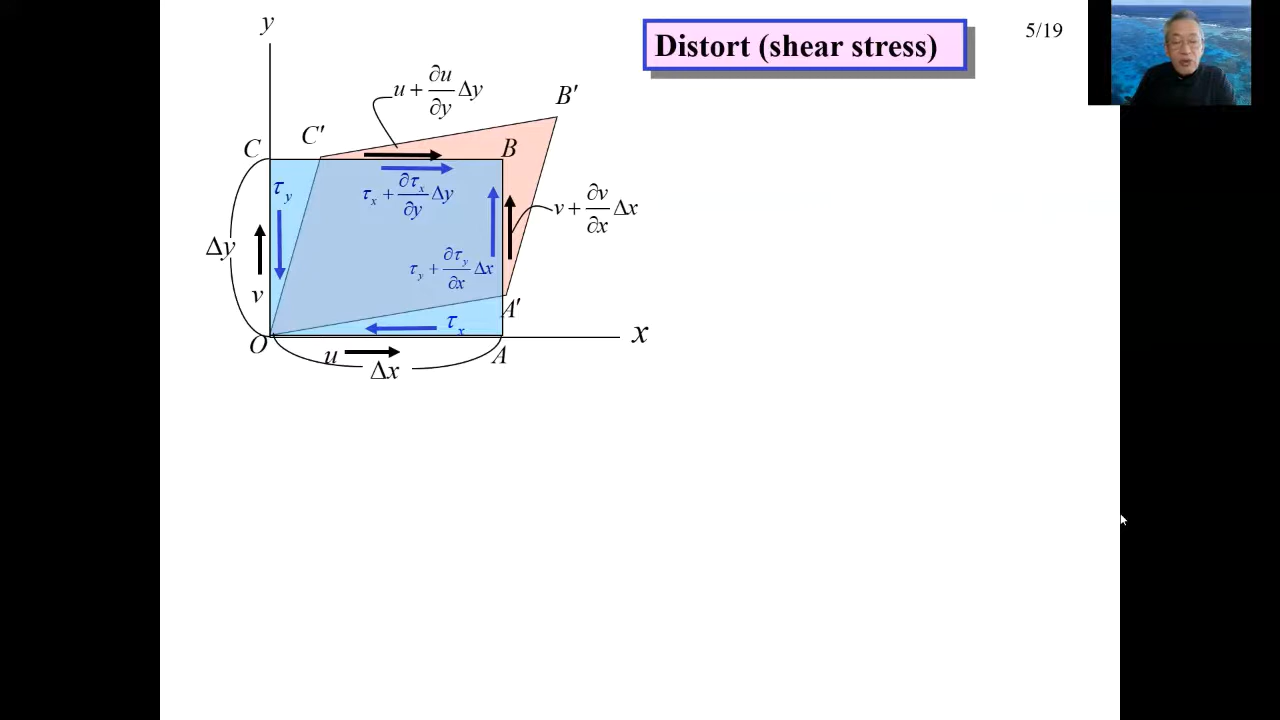 Distort (shear stress)
5/19
y
u + ∂u/∂y Δy
B′
C′
C
B
τy
τx + ∂τx/∂y Δy
v + ∂v/∂x Δx
Δy
τy + ∂τy/∂x Δx
v
A′
τx
x
O
u
A
Δx